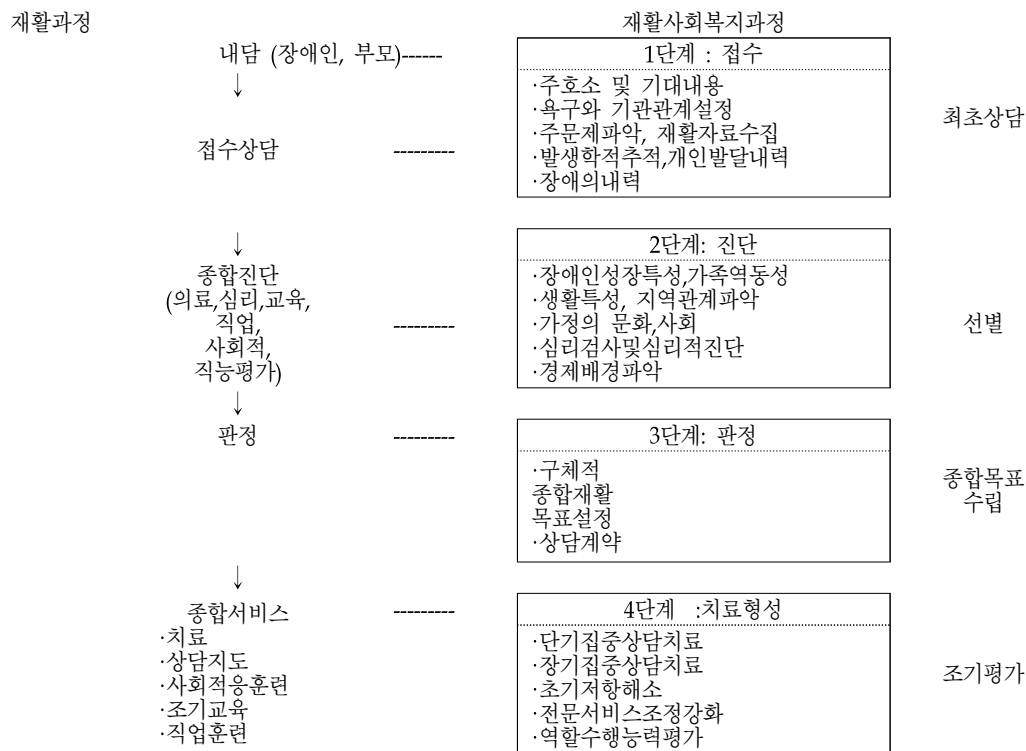 재활과정 재활사회복지과정
내담 (장애인, 부모)------ 1단계 : 접수
↓ ·주호소 및 기대내용
·욕구와 기관관계설정 최초상담
·주문제파악, 재활자료수집
접수상담 --------- ·발생학적추적,개인발달내력
·장애의내력
↓ 2단계: 진단
종합진단 ·장애인성장특성,가족역동성
(의료,심리,교육, ·생활특성, 지역관계파악
직업, --------- ·가정의 문화,사회 선별
사회적, ·심리검사및심리적진단
직능평가) ·경제배경파악
↓
판정 --------- 3단계: 판정
·구체적 종합목표
종합재활 수립
목표설정
·상담계약
↓
종합서비스 --------- 4단계 :치료형성
·치료 ·단기집중상담치료
·상담지도 ·장기집중상담치료
·사회적응훈련 ·초기저항해소 조기평가
·조기교육 ·전문서비스조정강화
·직업훈련 ·역할수행능력평가